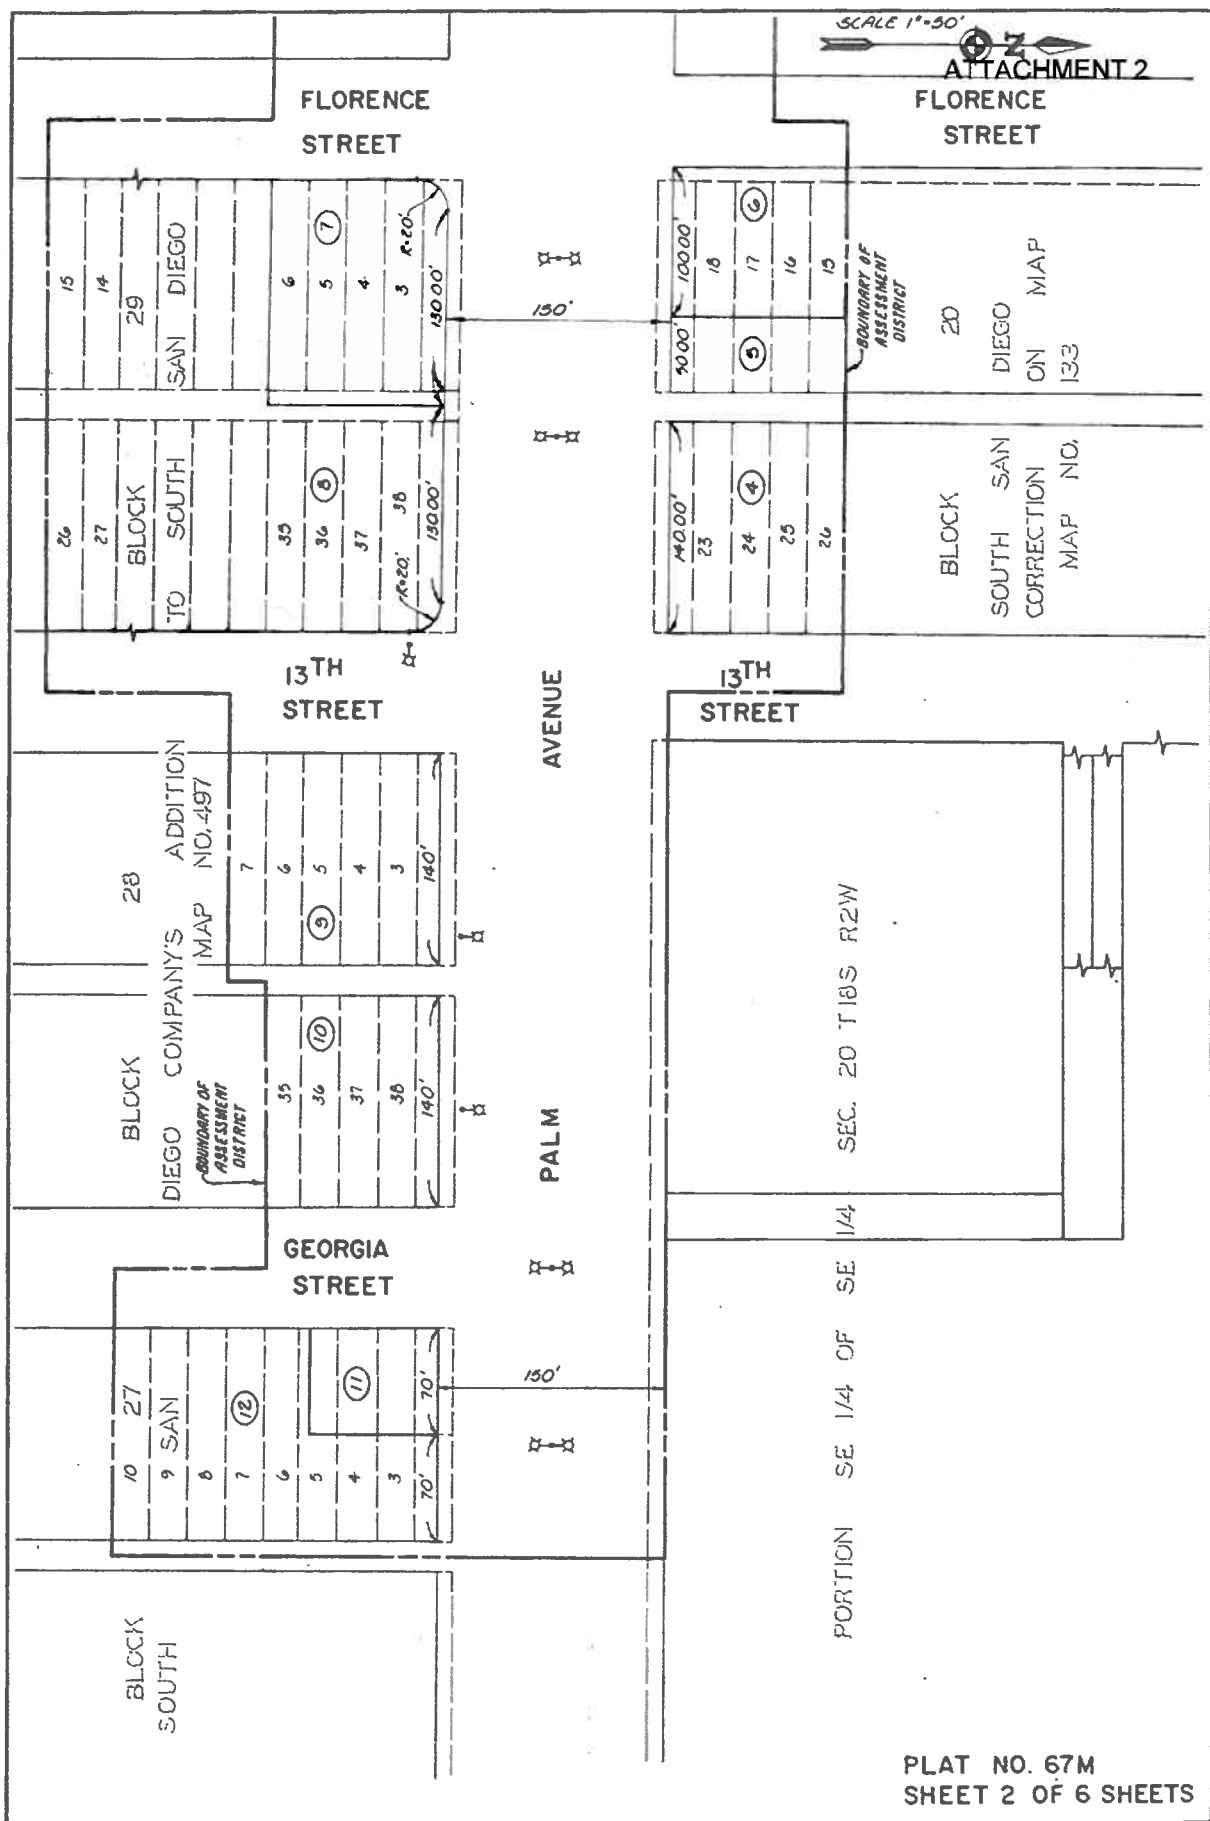 SCALE 1"=50'
N
ATTACHMENT 2
FLORENCE
STREET
FLORENCE
STREET
15
14
29
SAN DIEGO
6
5
4
3
7
R=20'
130.00'
150'
100.00'
18
17
16
15
6
50.00'
5
BOUNDARY OF
ASSESSMENT
DISTRICT
20
DIEGO
ON MAP
133
26
27
BLOCK
TO SOUTH
35
36
37
38
8
R=20'
130.00'
140.00'
23
24
25
26
4
BLOCK
SOUTH SAN
CORRECTION
MAP NO.
13TH
STREET
AVENUE
13TH
STREET
28
ADDITION
MAP NO. 497
7
6
5
4
3
9
140'
BLOCK
DIEGO COMPANY'S
BOUNDARY OF
ASSESSMENT
DISTRICT
35
36
37
38
10
140'
PALM
SEC. 20 T18S R2W
GEORGIA
STREET
27
SAN
10
9
8
7
6
5
4
3
12
11
70'
70'
150'
PORTION SE 1/4 OF SE 1/4
BLOCK
SOUTH
PLAT NO. 67M
SHEET 2 OF 6 SHEETS